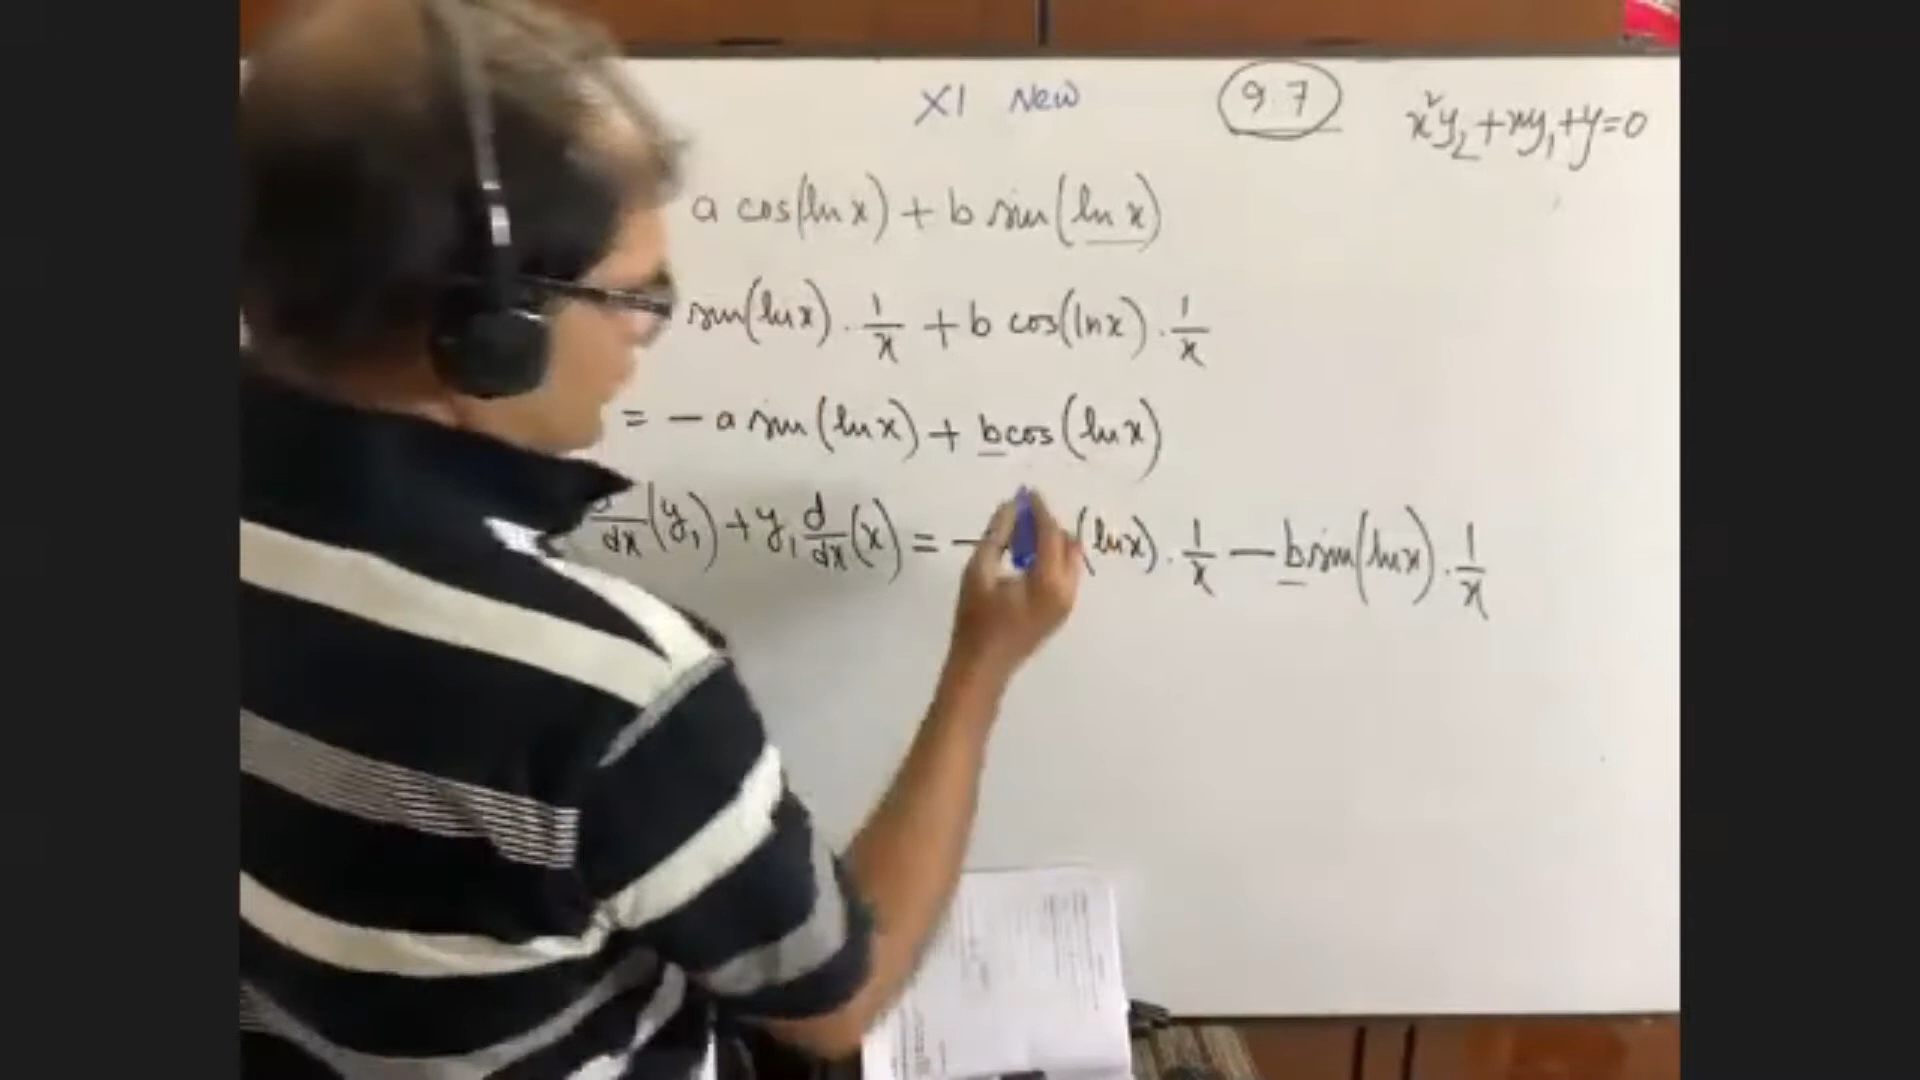 XI New
9.7
x²y₂+xy₁+y=0
a cos(ln x) + b sin(ln x)
sin(ln x) . 1/x + b cos(ln x) . 1/x
= - a sin(ln x) + b cos(ln x)
d/dx (y₁) + y₁ d/dx (x) = - (ln x) . 1/x - b sin(ln x) . 1/x